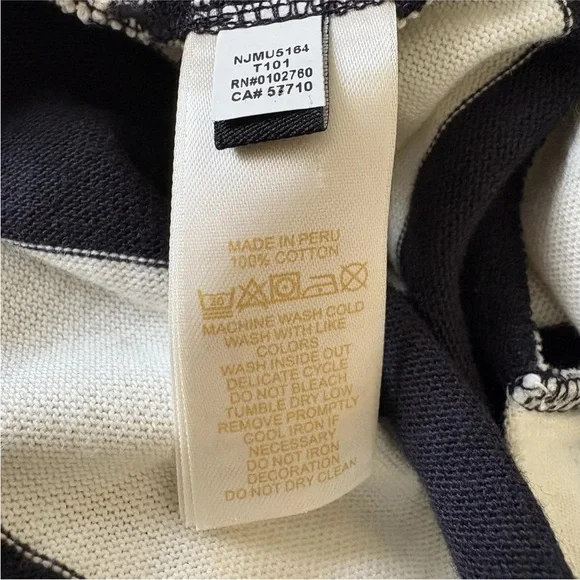 NJMU5164
T101
RN#0102760
CA# 57710
MADE IN PERU
100% COTTON
30
MACHINE WASH COLD
WASH WITH LIKE
COLORS
WASH INSIDE OUT
DELICATE CYCLE
DO NOT BLEACH
TUMBLE DRY LOW
REMOVE PROMPTLY
COOL IRON IF
NECESSARY
DO NOT IRON
DECORATION
DO NOT DRY CLEAN